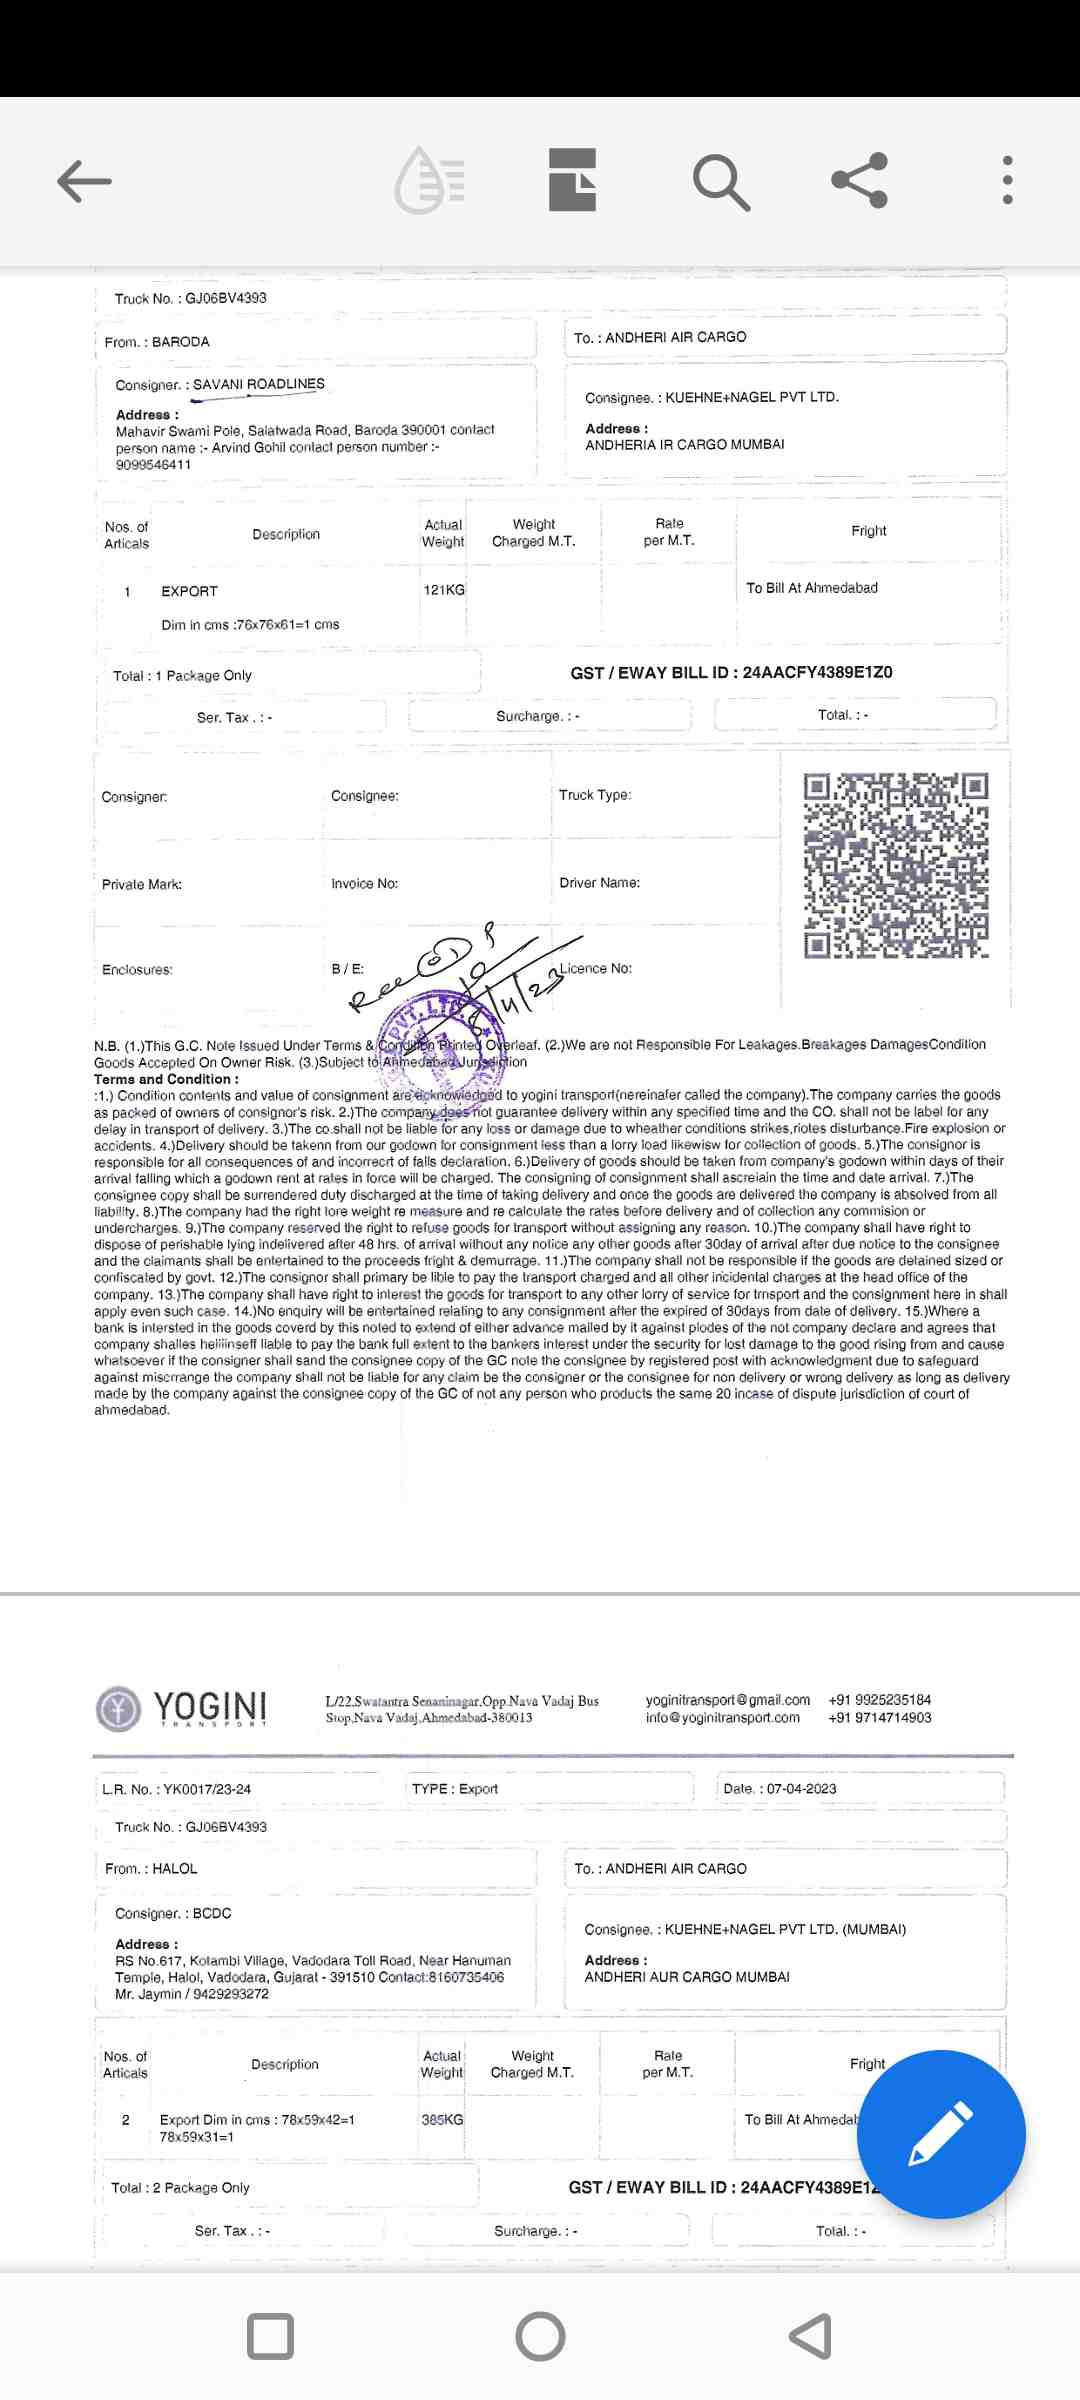 Truck No. : GJ06BV4393
From. : BARODA
To. : ANDHERI AIR CARGO
Consigner. : SAVANI ROADLINES
Address :
Mahavir Swami Pole, Salatwada Road, Baroda 390001 contact
person name :- Arvind Gohil contact person number :-
9099546411
Consignee. : KUEHNE+NAGEL PVT LTD.
Address :
ANDHERIA IR CARGO MUMBAI
Nos. of
Articals
Description
Actual
Weight
Weight
Charged M.T.
Rate
per M.T.
Fright
1 EXPORT 121KG To Bill At Ahmedabad
Dim in cms :76x76x61=1 cms
Total : 1 Package Only
GST / EWAY BILL ID : 24AACFY4389E1Z0
Ser. Tax . : - Surcharge. : - Total. : -
Consigner: Consignee: Truck Type:
Private Mark: Invoice No: Driver Name:
Enclosures: B / E: Licence No:
PVT. LTD.
N.B. (1.)This G.C. Note Issued Under Terms & Condition Printed Overleaf. (2.)We are not Responsible For Leakages.Breakages DamagesCondition
Goods Accepted On Owner Risk. (3.)Subject to Ahmedabad Jurisdiction
Terms and Condition :
:1.) Condition contents and value of consignment are acknowledged to yogini transport(nereinafer called the company).The company carries the goods
as packed of owners of consignor's risk. 2.)The company does not guarantee delivery within any specified time and the CO. shall not be label for any
delay in transport of delivery. 3.)The co.shall not be liable for any loss or damage due to wheather conditions strikes,riotes disturbance.Fire explosion or
accidents. 4.)Delivery should be takenn from our godown for consignment less than a lorry load likewisw for collection of goods. 5.)The consignor is
responsible for all consequences of and incorrecrt of falls declaration. 6.)Delivery of goods should be taken from company's godown within days of their
arrival falling which a godown rent at rates in force will be charged. The consigning of consignment shall ascreiain the time and date arrival. 7.)The
consignee copy shall be surrendered duty discharged at the time of taking delivery and once the goods are delivered the company is absolved from all
liability. 8.)The company had the right lore weight re measure and re calculate the rates before delivery and of collection any commision or
undercharges. 9.)The company reserved the right to refuse goods for transport without assigning any reason. 10.)The company shall have right to
dispose of perishable lying indelivered after 48 hrs. of arrival without any notice any other goods after 30day of arrival after due notice to the consignee
and the claimants shall be entertained to the proceeds fright & demurrage. 11.)The company shall not be responsible if the goods are detained sized or
confiscated by govt. 12.)The consignor shall primary be lible to pay the transport charged and all other incidental charges at the head office of the
company. 13.)The company shall have right to interest the goods for transport to any other lorry of service for trnsport and the consignment here in shall
apply even such case. 14.)No enquiry will be entertained relating to any consignment after the expired of 30days from date of delivery. 15.)Where a
bank is intersted in the goods coverd by this noted to extend of either advance mailed by it against plodes of the not company declare and agrees that
company shalles heiiinseff liable to pay the bank full extent to the bankers interest under the security for lost damage to the good rising from and cause
whatsoever if the consigner shall sand the consignee copy of the GC note the consignee by registered post with acknowledgment due to safeguard
against miscrrange the company shall not be liable for any claim be the consigner or the consignee for non delivery or wrong delivery as long as delivery
made by the company against the consignee copy of the GC of not any person who products the same 20 incase of dispute jurisdiction of court of
ahmedabad.
YOGINI
TRANSPORT
L/22,Swatantra Senaninagar,Opp.Nava Vadaj Bus
Stop,Nava Vadaj,Ahmedabad-380013
yoginitransport@gmail.com +91 9925235184
info@yoginitransport.com +91 9714714903
L.R. No. : YK0017/23-24 TYPE : Export Date. : 07-04-2023
Truck No. : GJ06BV4393
From. : HALOL
To. : ANDHERI AIR CARGO
Consigner. : BCDC
Address :
RS No.617, Kotambi Village, Vadodara Toll Road, Near Hanuman
Temple, Halol, Vadodara, Gujarat - 391510 Contact:8160735406
Mr. Jaymin / 9429293272
Consignee. : KUEHNE+NAGEL PVT LTD. (MUMBAI)
Address :
ANDHERI AUR CARGO MUMBAI
Nos. of
Articals
Description
Actual
Weight
Weight
Charged M.T.
Rate
per M.T.
Fright
2 Export Dim in cms : 78x59x42=1 385KG To Bill At Ahmedab
78x59x31=1
Total : 2 Package Only
GST / EWAY BILL ID : 24AACFY4389E1Z
Ser. Tax . : - Surcharge. : - Total. : -